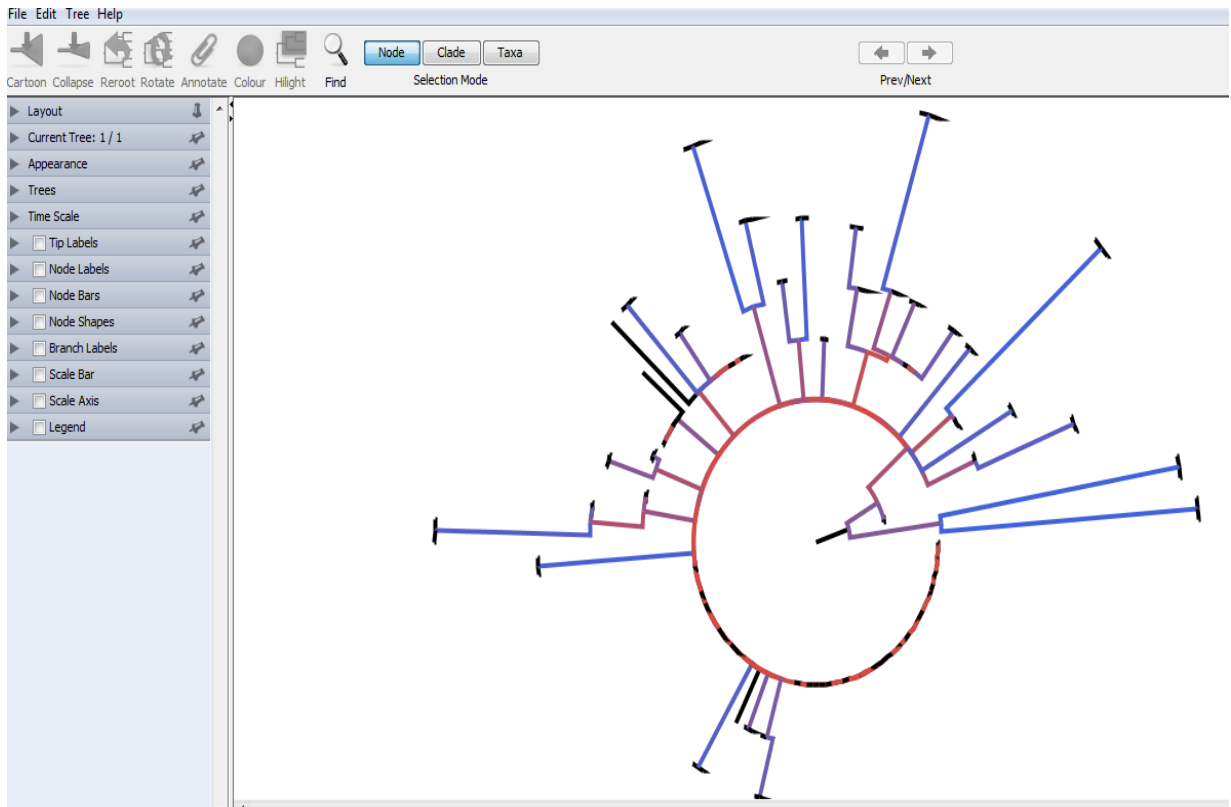 File Edit Tree Help
Cartoon Collapse Reroot Rotate Annotate Colour Hilight Find
Node Clade Taxa
Selection Mode
Prev/Next
Layout
Current Tree: 1 / 1
Appearance
Trees
Time Scale
Tip Labels
Node Labels
Node Bars
Node Shapes
Branch Labels
Scale Bar
Scale Axis
Legend